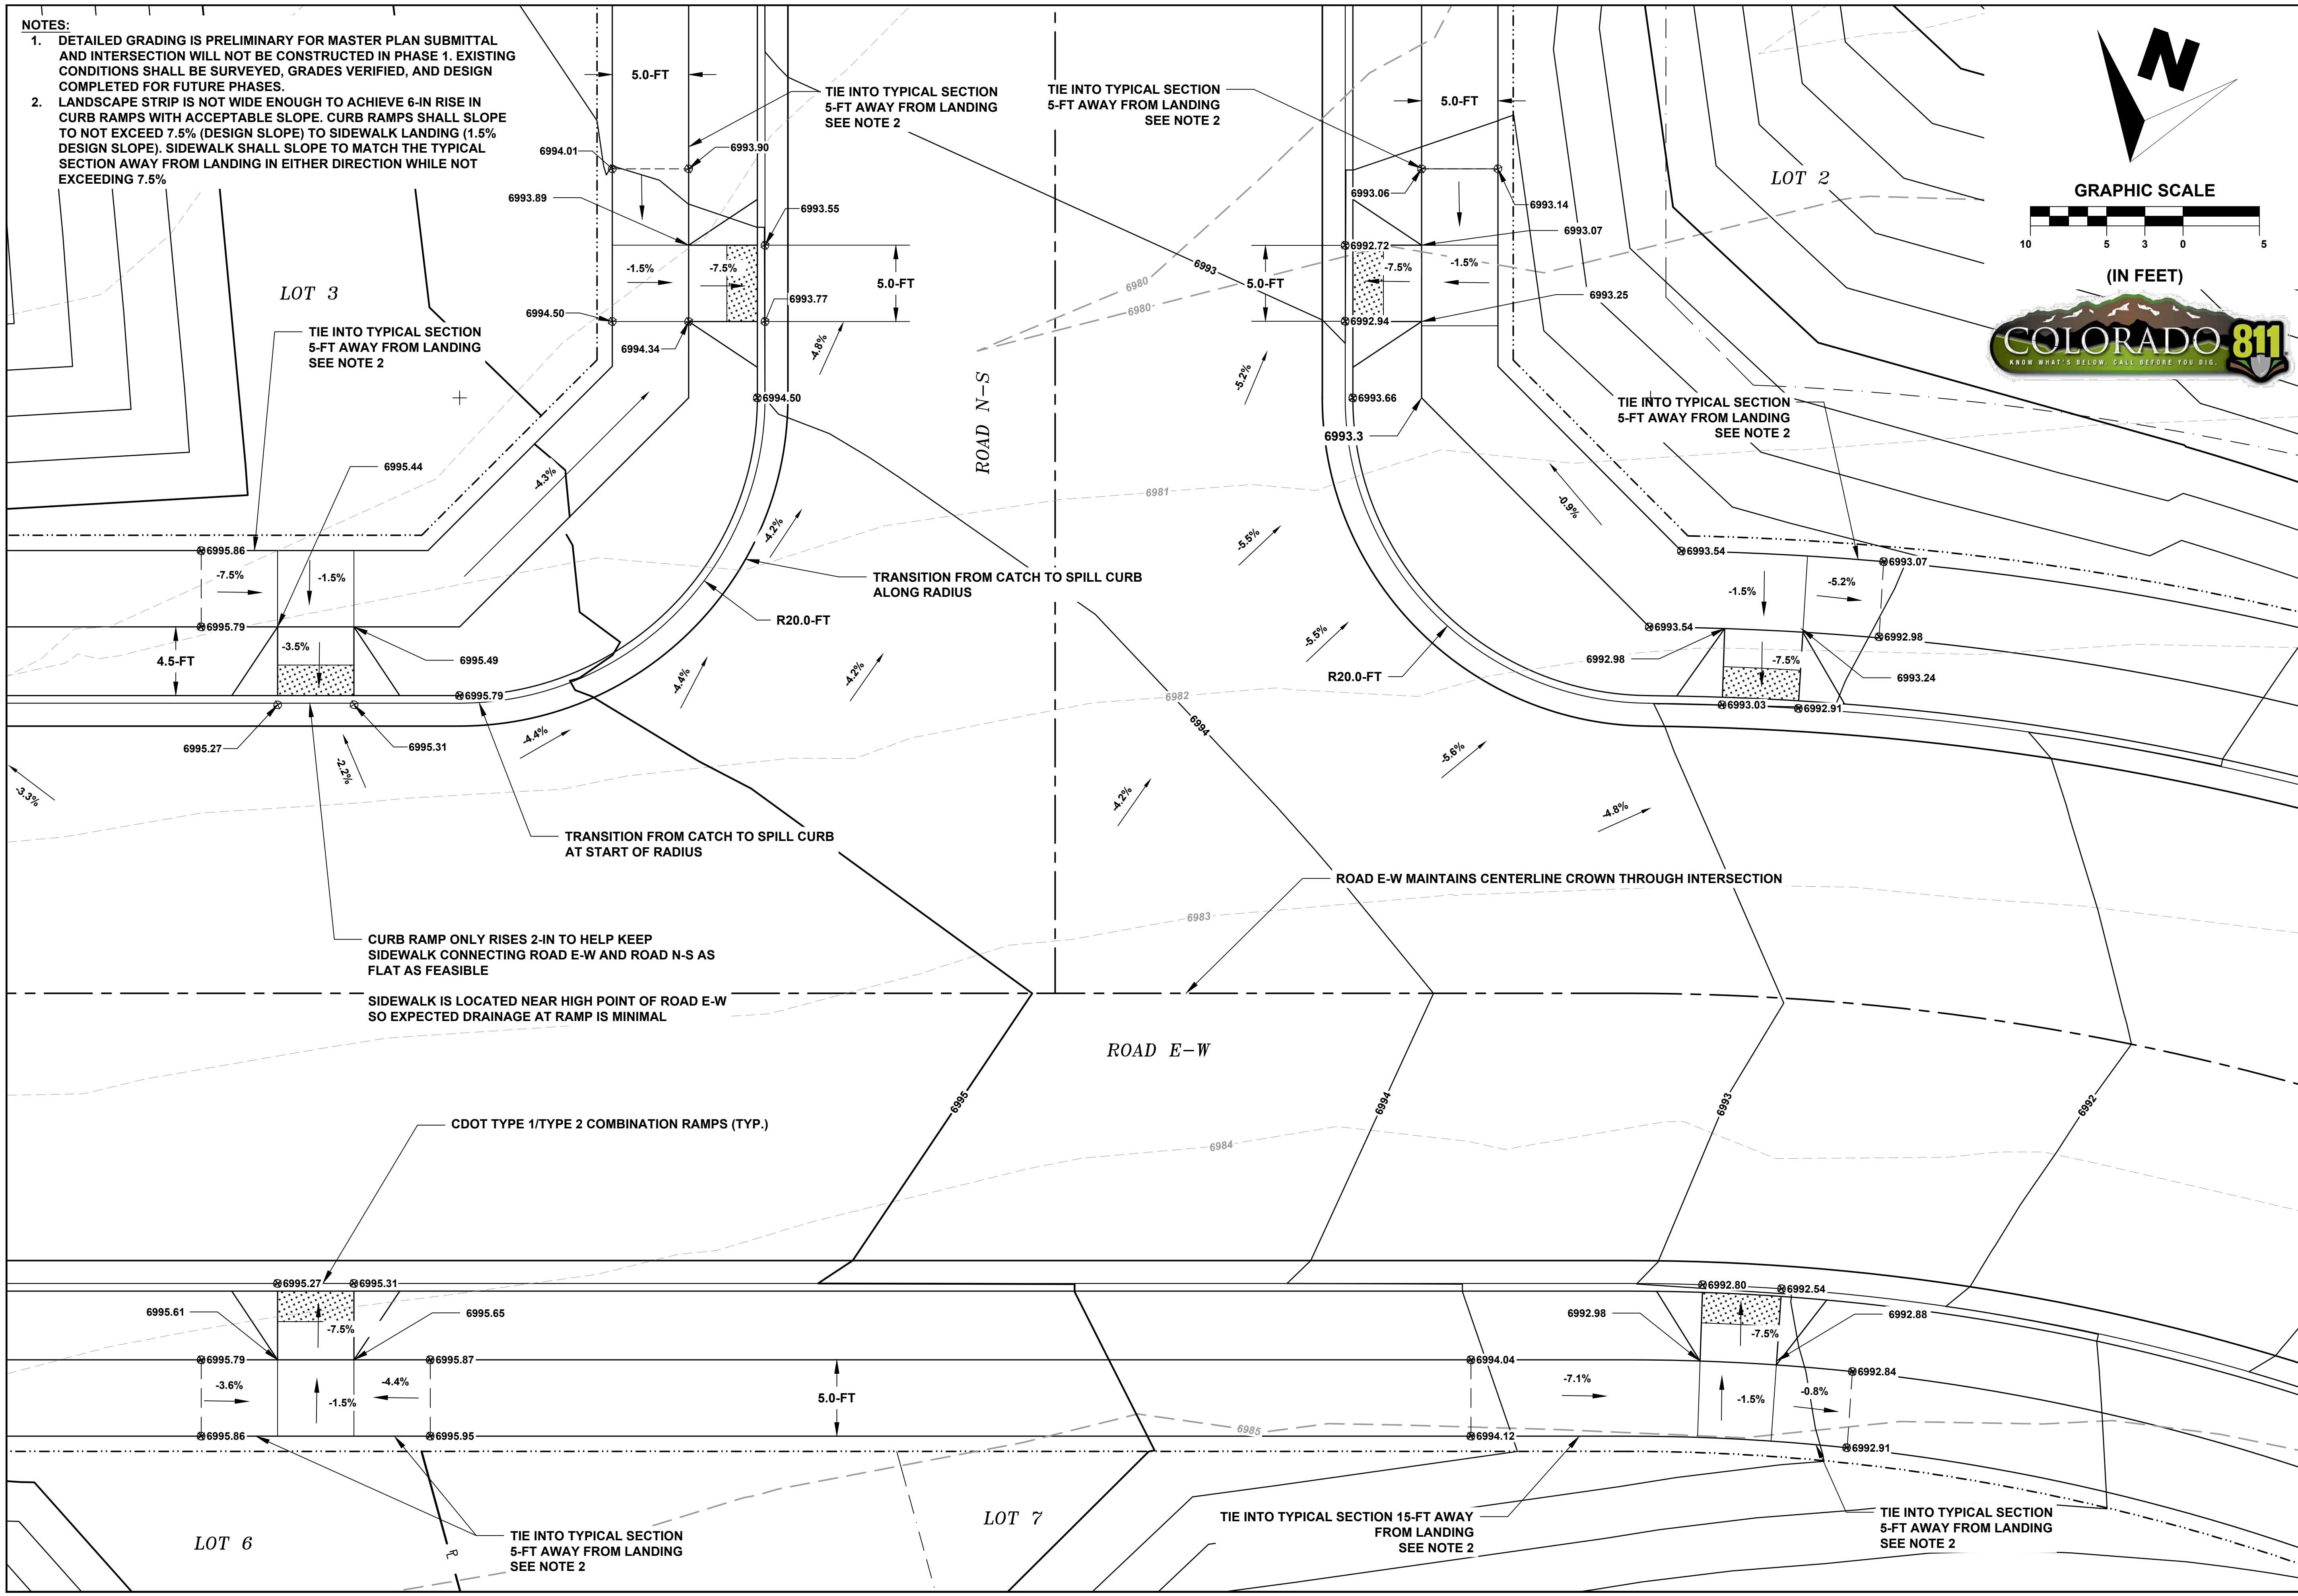 NOTES:
1. DETAILED GRADING IS PRELIMINARY FOR MASTER PLAN SUBMITTAL
AND INTERSECTION WILL NOT BE CONSTRUCTED IN PHASE 1. EXISTING
CONDITIONS SHALL BE SURVEYED, GRADES VERIFIED, AND DESIGN
COMPLETED FOR FUTURE PHASES.
2. LANDSCAPE STRIP IS NOT WIDE ENOUGH TO ACHIEVE 6-IN RISE IN
CURB RAMPS WITH ACCEPTABLE SLOPE. CURB RAMPS SHALL SLOPE
TO NOT EXCEED 7.5% (DESIGN SLOPE) TO SIDEWALK LANDING (1.5%
DESIGN SLOPE). SIDEWALK SHALL SLOPE TO MATCH THE TYPICAL
SECTION AWAY FROM LANDING IN EITHER DIRECTION WHILE NOT
EXCEEDING 7.5%
5.0-FT
TIE INTO TYPICAL SECTION
5-FT AWAY FROM LANDING
SEE NOTE 2
6994.01
6993.90
6993.89
6993.55
-1.5%
-7.5%
5.0-FT
6994.50
6993.77
6994.34
-4.8%
6994.50
LOT 3
TIE INTO TYPICAL SECTION
5-FT AWAY FROM LANDING
SEE NOTE 2
6995.44
-4.3%
6995.86
-7.5%
-1.5%
6995.79
4.5-FT
-3.5%
6995.49
6995.79
6995.27
6995.31
-2.2%
-3.3%
-4.4%
-4.4%
-4.2%
-4.2%
TRANSITION FROM CATCH TO SPILL CURB
ALONG RADIUS
R20.0-FT
TRANSITION FROM CATCH TO SPILL CURB
AT START OF RADIUS
CURB RAMP ONLY RISES 2-IN TO HELP KEEP
SIDEWALK CONNECTING ROAD E-W AND ROAD N-S AS
FLAT AS FEASIBLE
SIDEWALK IS LOCATED NEAR HIGH POINT OF ROAD E-W
SO EXPECTED DRAINAGE AT RAMP IS MINIMAL
TIE INTO TYPICAL SECTION
5-FT AWAY FROM LANDING
SEE NOTE 2
5.0-FT
6993.06
6993.14
6993.07
6992.72
-7.5%
-1.5%
5.0-FT
6993.25
6992.94
6993
6980
6980
-5.2%
6993.66
6993.3
ROAD N-S
6981
-5.5%
-5.5%
R20.0-FT
6982
6994
-4.2%
-5.6%
-4.8%
LOT 2
N
GRAPHIC SCALE
10 5 3 0 5
(IN FEET)
COLORADO 811
KNOW WHAT'S BELOW. CALL BEFORE YOU DIG.
TIE INTO TYPICAL SECTION
5-FT AWAY FROM LANDING
SEE NOTE 2
-0.9%
6993.54
6993.07
-1.5%
-5.2%
6993.54
6992.98
6992.98
-7.5%
6993.24
6993.03
6992.91
ROAD E-W MAINTAINS CENTERLINE CROWN THROUGH INTERSECTION
6983
ROAD E-W
6995
6994
6993
6992
6984
CDOT TYPE 1/TYPE 2 COMBINATION RAMPS (TYP.)
6995.27
6995.31
6995.61
-7.5%
6995.65
6995.79
6995.87
-3.6%
-1.5%
-4.4%
6995.86
6995.95
5.0-FT
LOT 6
PL
TIE INTO TYPICAL SECTION
5-FT AWAY FROM LANDING
SEE NOTE 2
LOT 7
6985
6992.80
6992.54
6992.98
-7.5%
6992.88
6994.04
6992.84
-7.1%
-1.5%
-0.8%
6994.12
6992.91
TIE INTO TYPICAL SECTION 15-FT AWAY
FROM LANDING
SEE NOTE 2
TIE INTO TYPICAL SECTION
5-FT AWAY FROM LANDING
SEE NOTE 2